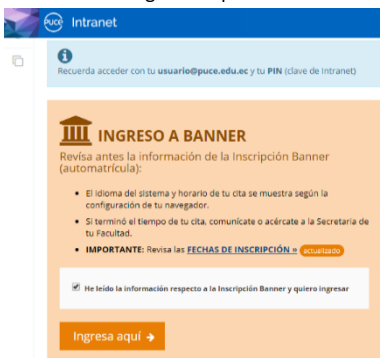 PUCE Intranet
Recuerda acceder con tu usuario@puce.edu.ec y tu PIN (clave de Intranet)
INGRESO A BANNER
Revisa antes la información de la Inscripción Banner
(automatrícula):
• El idioma del sistema y horario de tu cita se muestra según la
configuración de tu navegador.
• Si terminó el tiempo de tu cita, comunícate o acércate a la Secretaria de
tu Facultad.
• IMPORTANTE: Revisa las FECHAS DE INSCRIPCIÓN » actualizado
He leído la información respecto a la Inscripción Banner y quiero ingresar
Ingresa aquí →